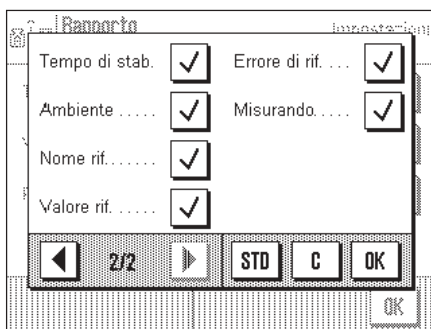 Rapporto Impostazioni
Tempo di stab. Errore di rif. ...
Ambiente ..... Misurando.....
Nome rif.......
Valore rif. ......
2/2 STD C OK
OK